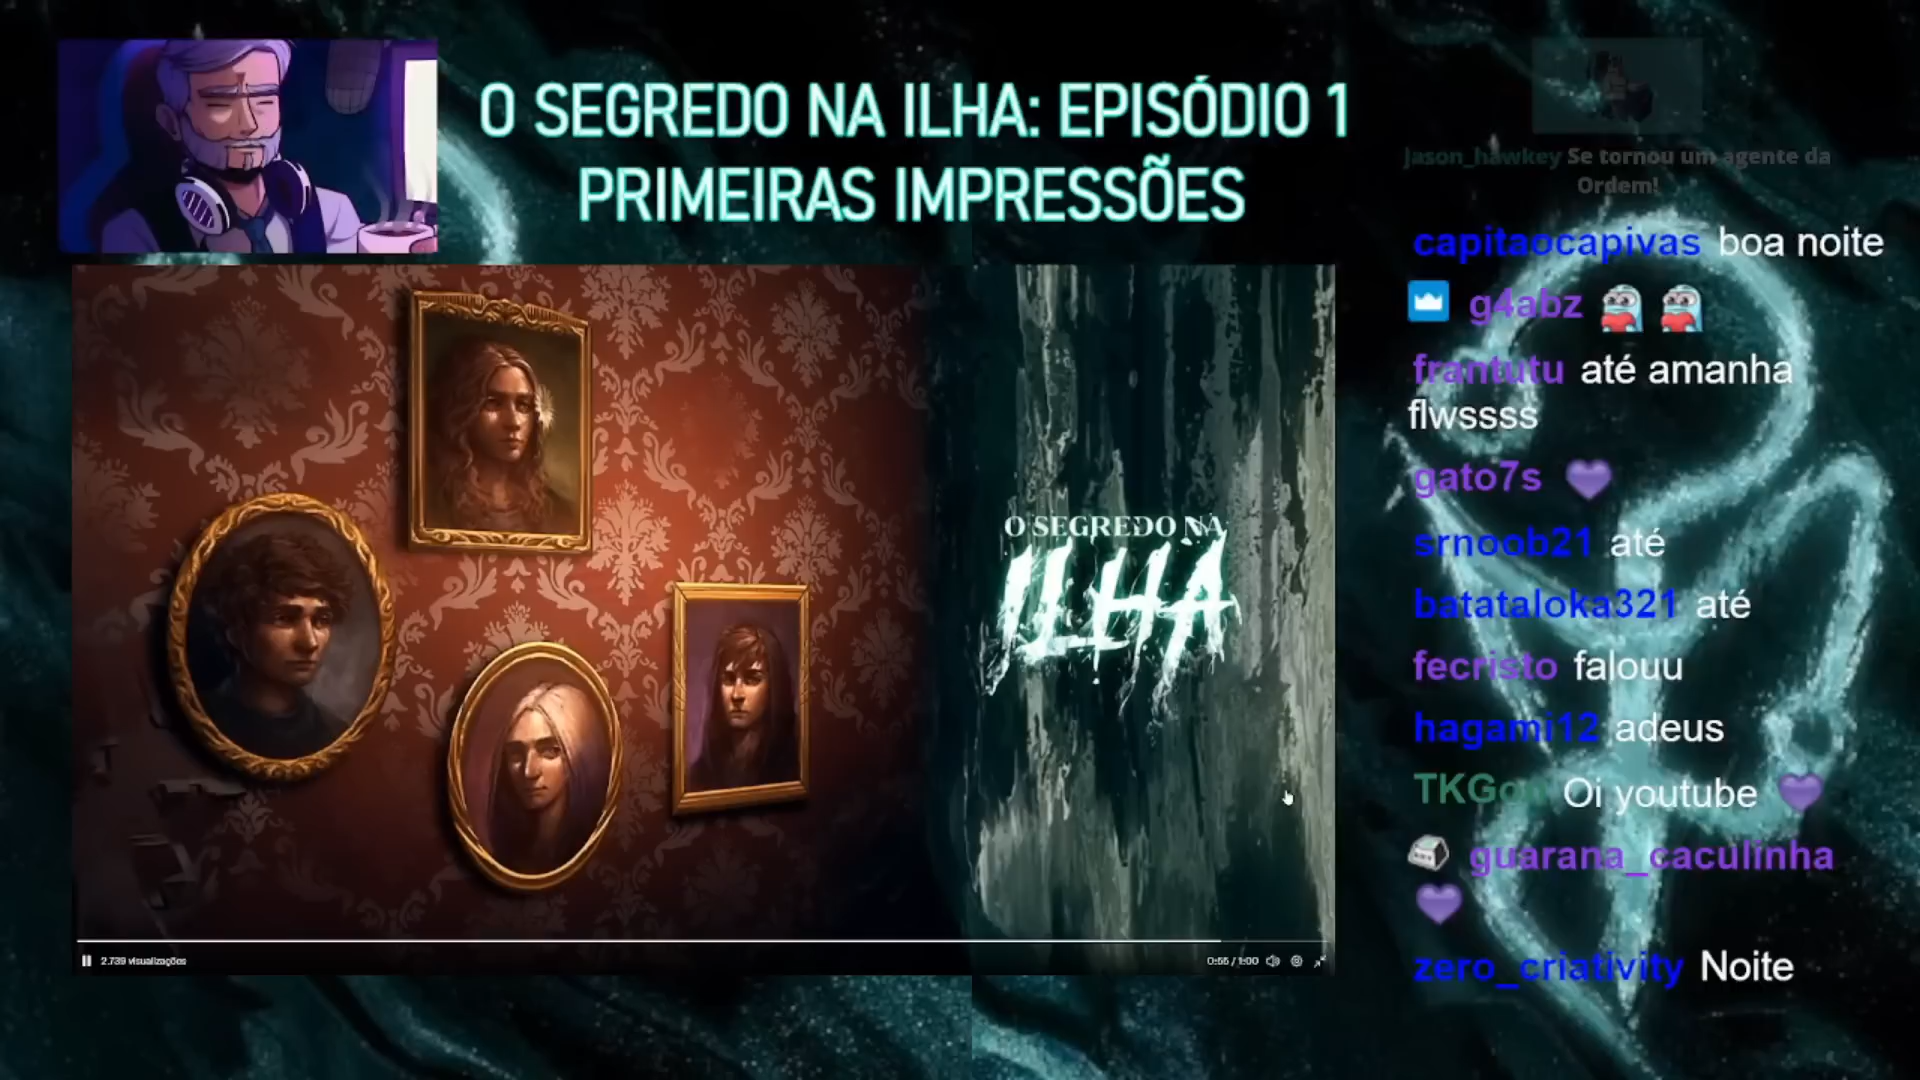 O SEGREDO NA ILHA: EPISÓDIO 1
PRIMEIRAS IMPRESSÕES
O SEGREDO NA
ILHA
2.739 visualizações
0:55 / 1:00
Jason_hawkey Se tornou um agente da
Ordem!
capitaocapivas boa noite
g4abz
frantutu até amanha
flwssss
gato7s
srnoob21 até
batataloka321 até
fecristo falouu
hagami12 adeus
Oi youtube
guarana_caculinha
zero_criativity Noite